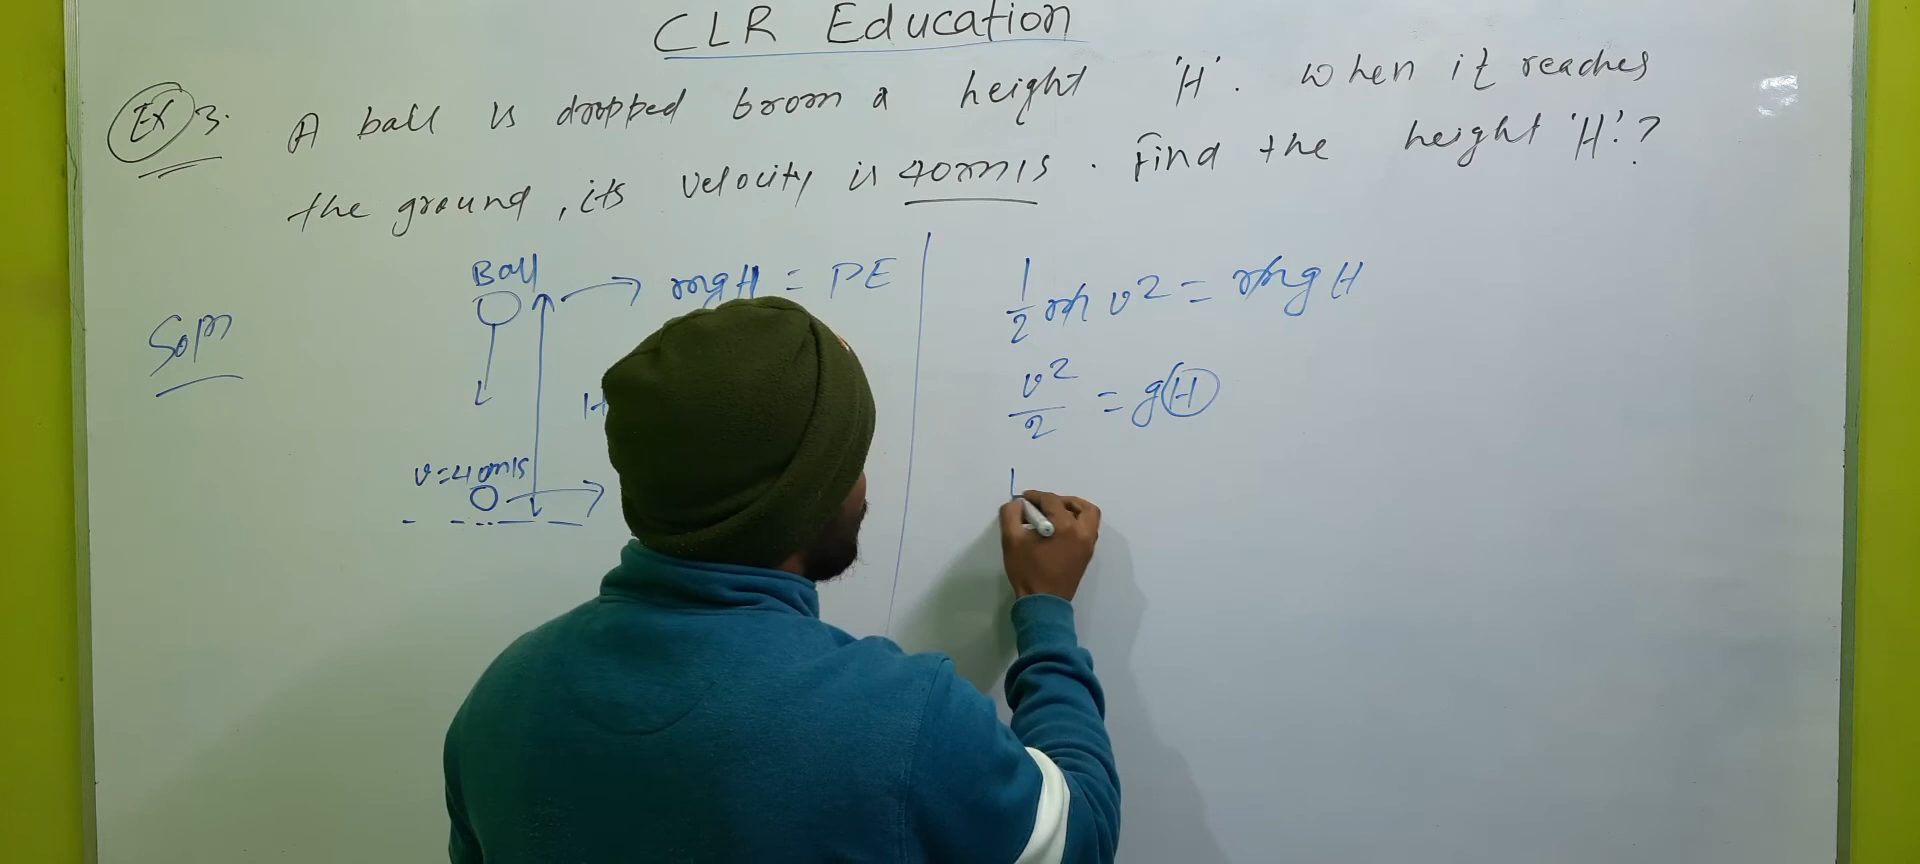 CLR Education
Ex 3. A ball is dropped from a height 'H'. When it reaches
the ground, its velocity is 40m/s. Find the height 'H'.?
Soln
Ball
mgH = PE
H
v=40m/s
1/2 m v² = mgH
v²/2 = gH